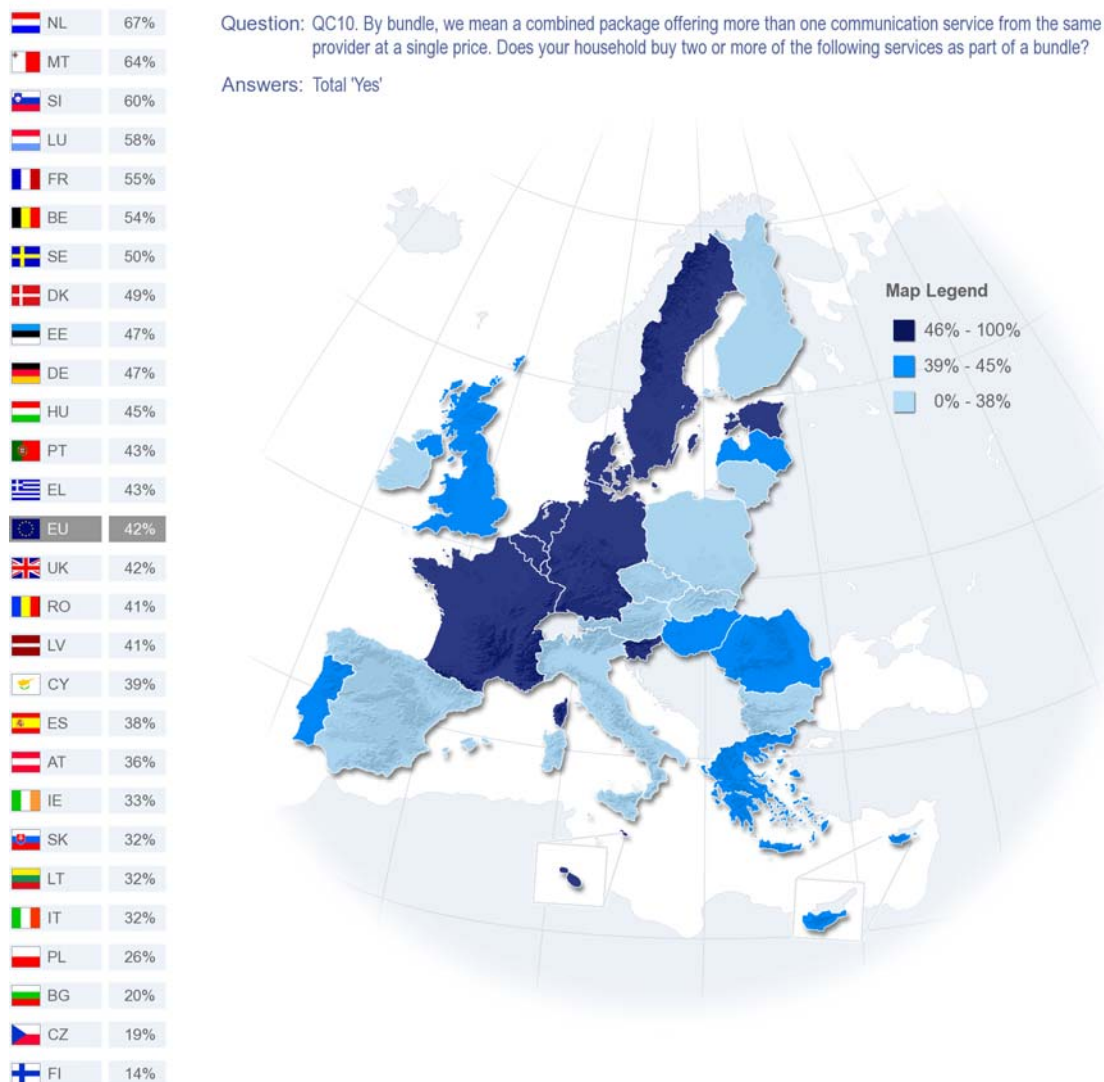 Question: QC10. By bundle, we mean a combined package offering more than one communication service from the same
provider at a single price. Does your household buy two or more of the following services as part of a bundle?
Answers: Total 'Yes'
NL 67%
MT 64%
SI 60%
LU 58%
FR 55%
BE 54%
SE 50%
DK 49%
EE 47%
DE 47%
HU 45%
PT 43%
EL 43%
EU 42%
UK 42%
RO 41%
LV 41%
CY 39%
ES 38%
AT 36%
IE 33%
SK 32%
LT 32%
IT 32%
PL 26%
BG 20%
CZ 19%
FI 14%
Map Legend
46% - 100%
39% - 45%
0% - 38%